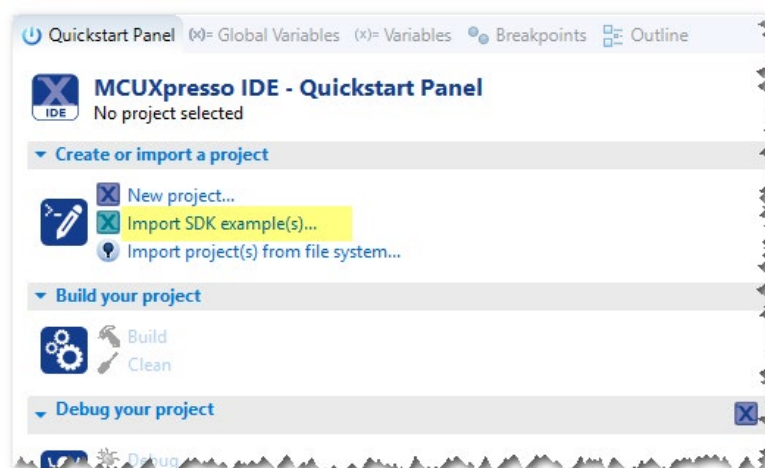 Quickstart Panel (x)= Global Variables (x)= Variables Breakpoints Outline
MCUXpresso IDE - Quickstart Panel
IDE
No project selected
Create or import a project
New project...
Import SDK example(s)...
Import project(s) from file system...
Build your project
Build
Clean
Debug your project
Debug